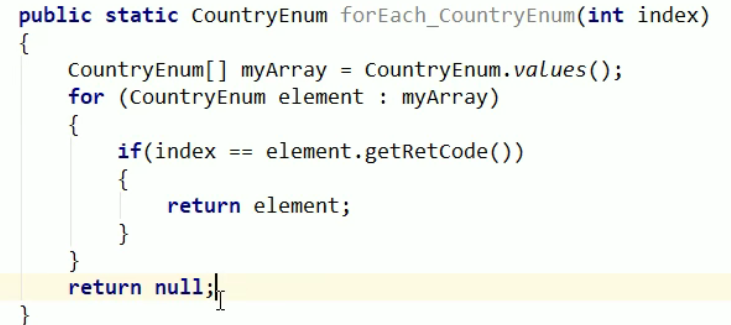 public static CountryEnum forEach_CountryEnum(int index)
{
    CountryEnum[] myArray = CountryEnum.values();
    for (CountryEnum element : myArray)
    {
        if(index == element.getRetCode())
        {
            return element;
        }
    }
    return null;
}